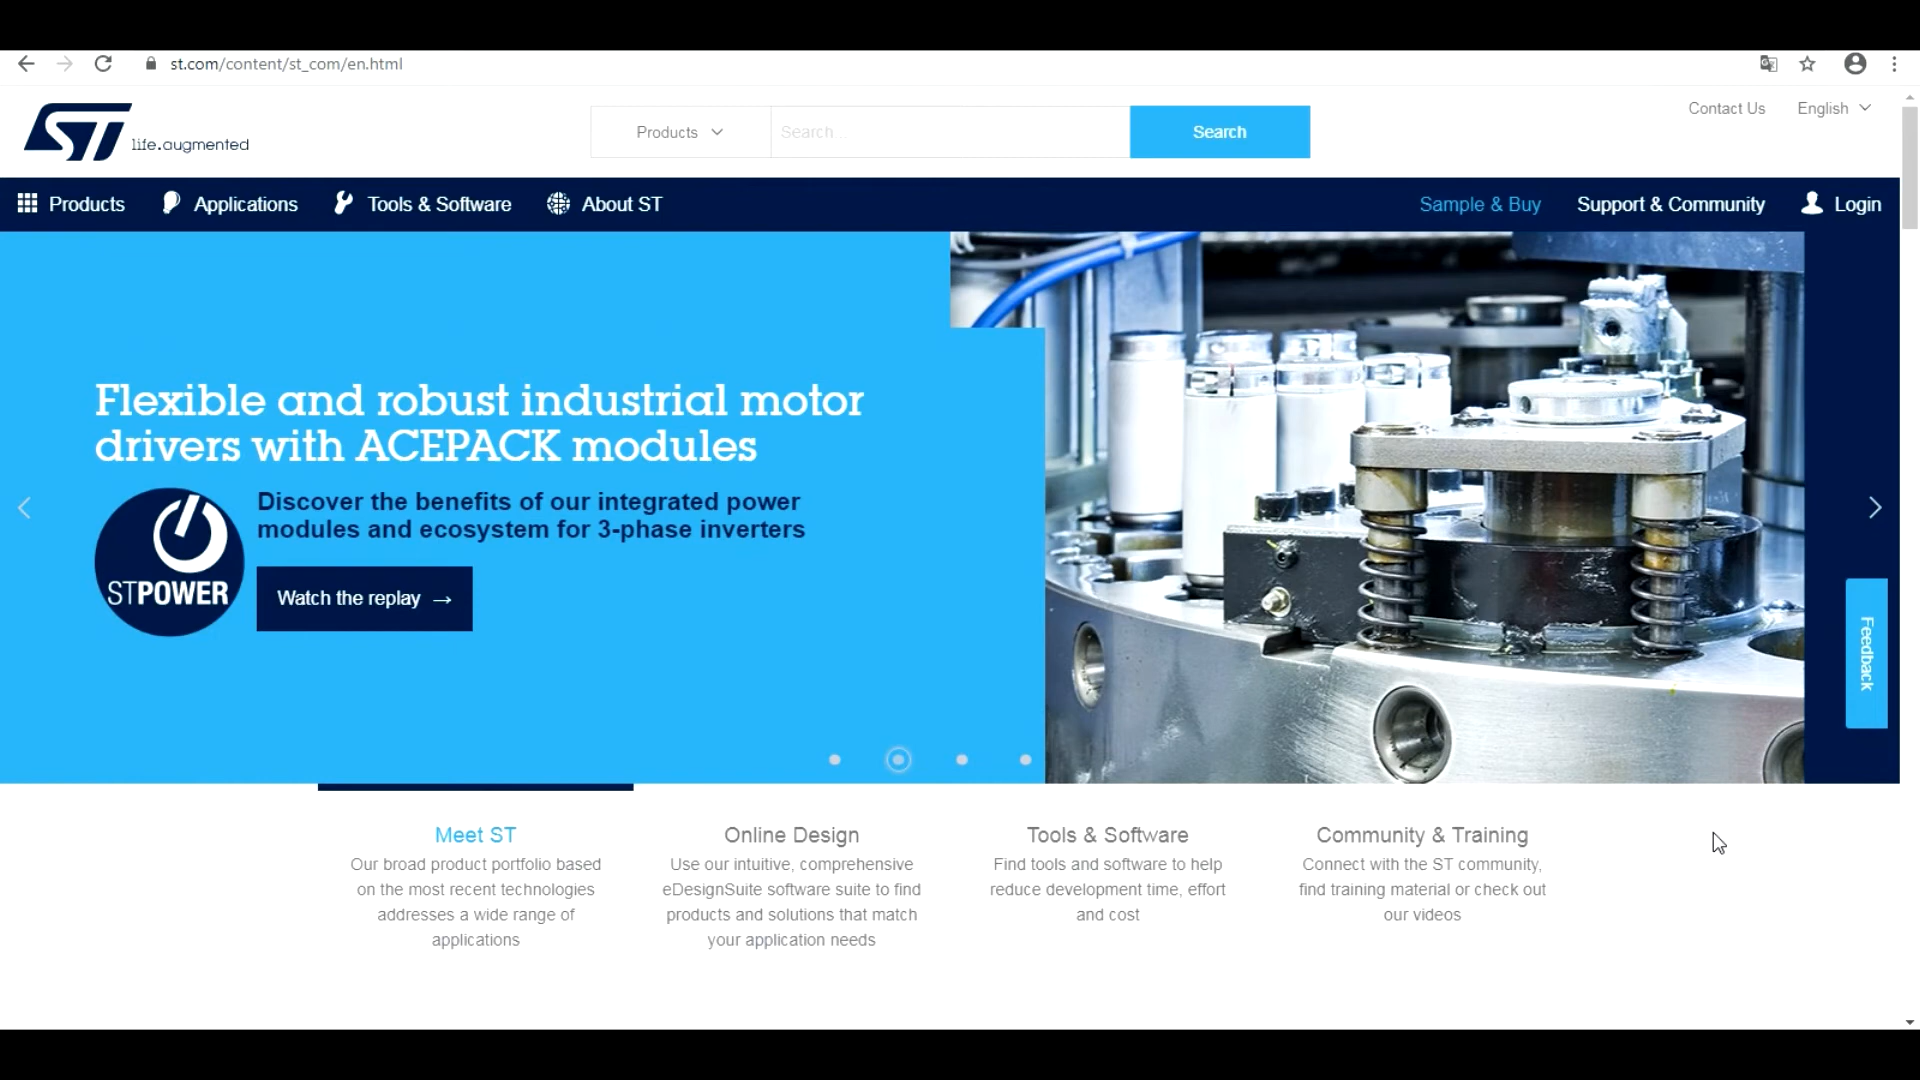 st.com/content/st_com/en.html
Contact Us
English
ST
life.augmented
Products
Search...
Search
Products
Applications
Tools & Software
About ST
Sample & Buy
Support & Community
Login
Flexible and robust industrial motor
drivers with ACEPACK modules
STPOWER
Discover the benefits of our integrated power
modules and ecosystem for 3-phase inverters
Watch the replay →
Feedback
Meet ST
Our broad product portfolio based
on the most recent technologies
addresses a wide range of
applications
Online Design
Use our intuitive, comprehensive
eDesignSuite software suite to find
products and solutions that match
your application needs
Tools & Software
Find tools and software to help
reduce development time, effort
and cost
Community & Training
Connect with the ST community,
find training material or check out
our videos